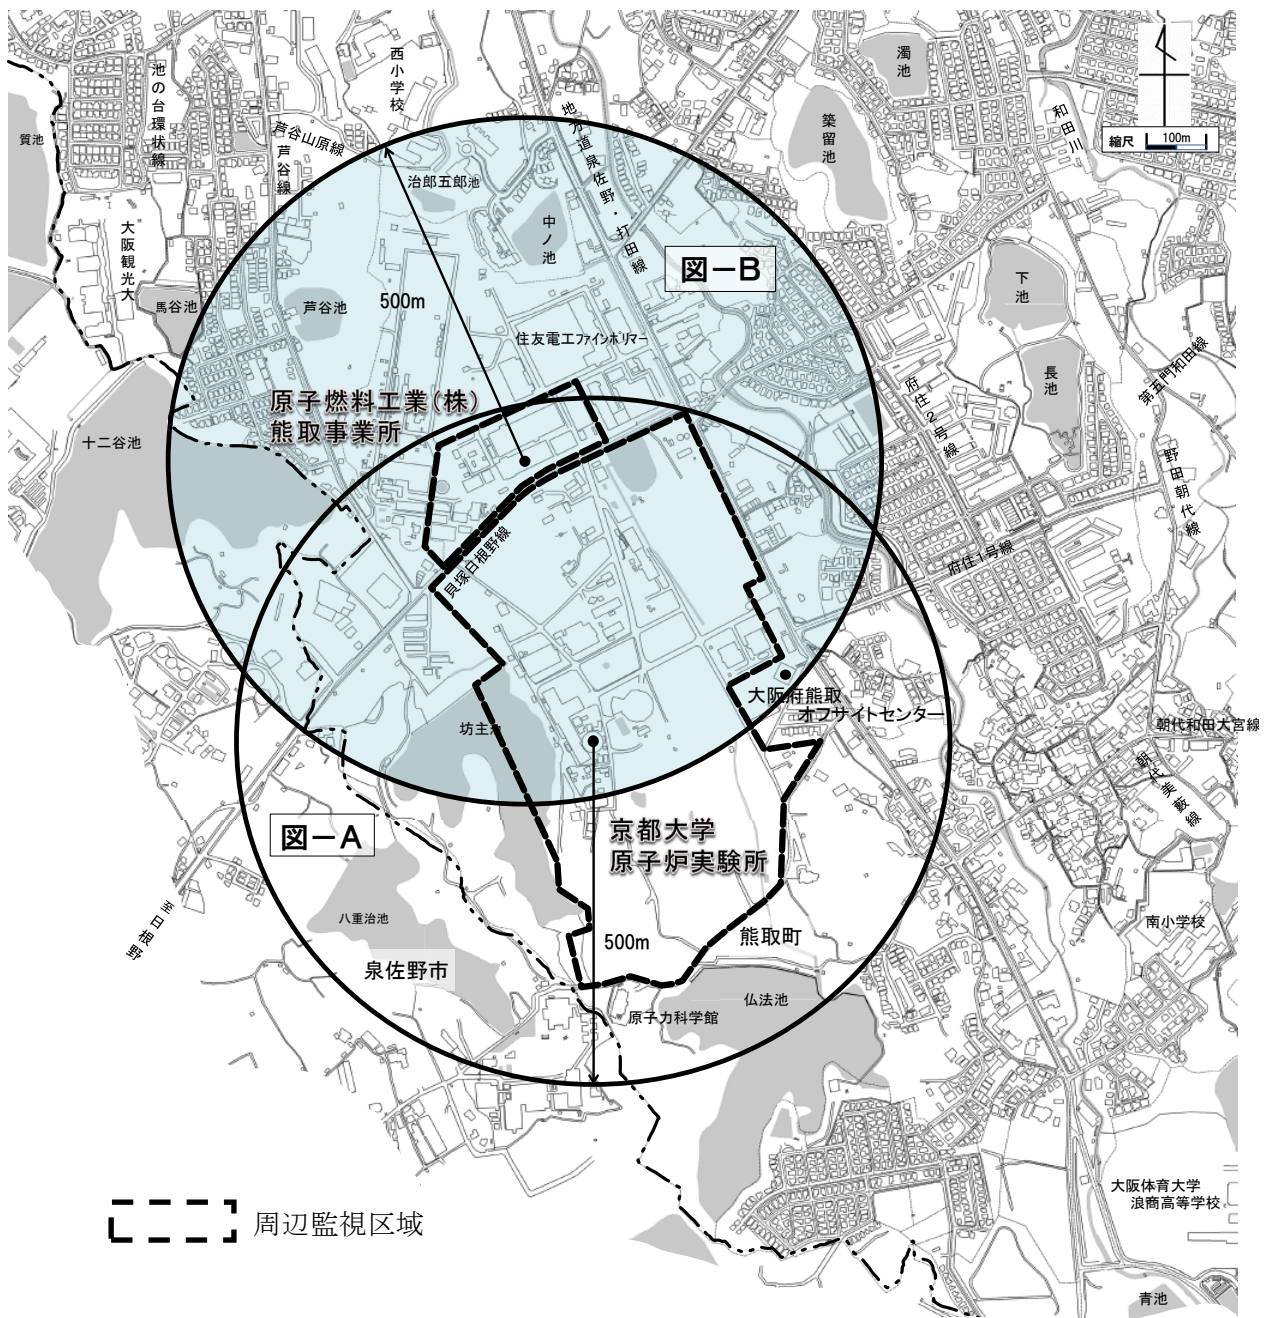 西小学校
濁池
池の台環状線
地方道泉佐野・打田線
和田川
縮尺
100m
築留池
芦谷山原線
質池
芦谷線
治郎五郎池
中ノ池
大阪観光大
図－B
下池
馬谷池
芦谷池
500m
住友電工ファインポリマー
第五門和田線
長池
原子燃料工業(株)
熊取事業所
府住2号線
十二谷池
野田朝代線
貝塚日根野線
府住1号線
大阪府熊取
オフサイトセンター
坊主池
朝代和田大宮線
朝代美薮線
図－A
京都大学
原子炉実験所
至日根野
八重治池
南小学校
500m
熊取町
泉佐野市
仏法池
原子力科学館
大阪体育大学
浪商高等学校
周辺監視区域
青池